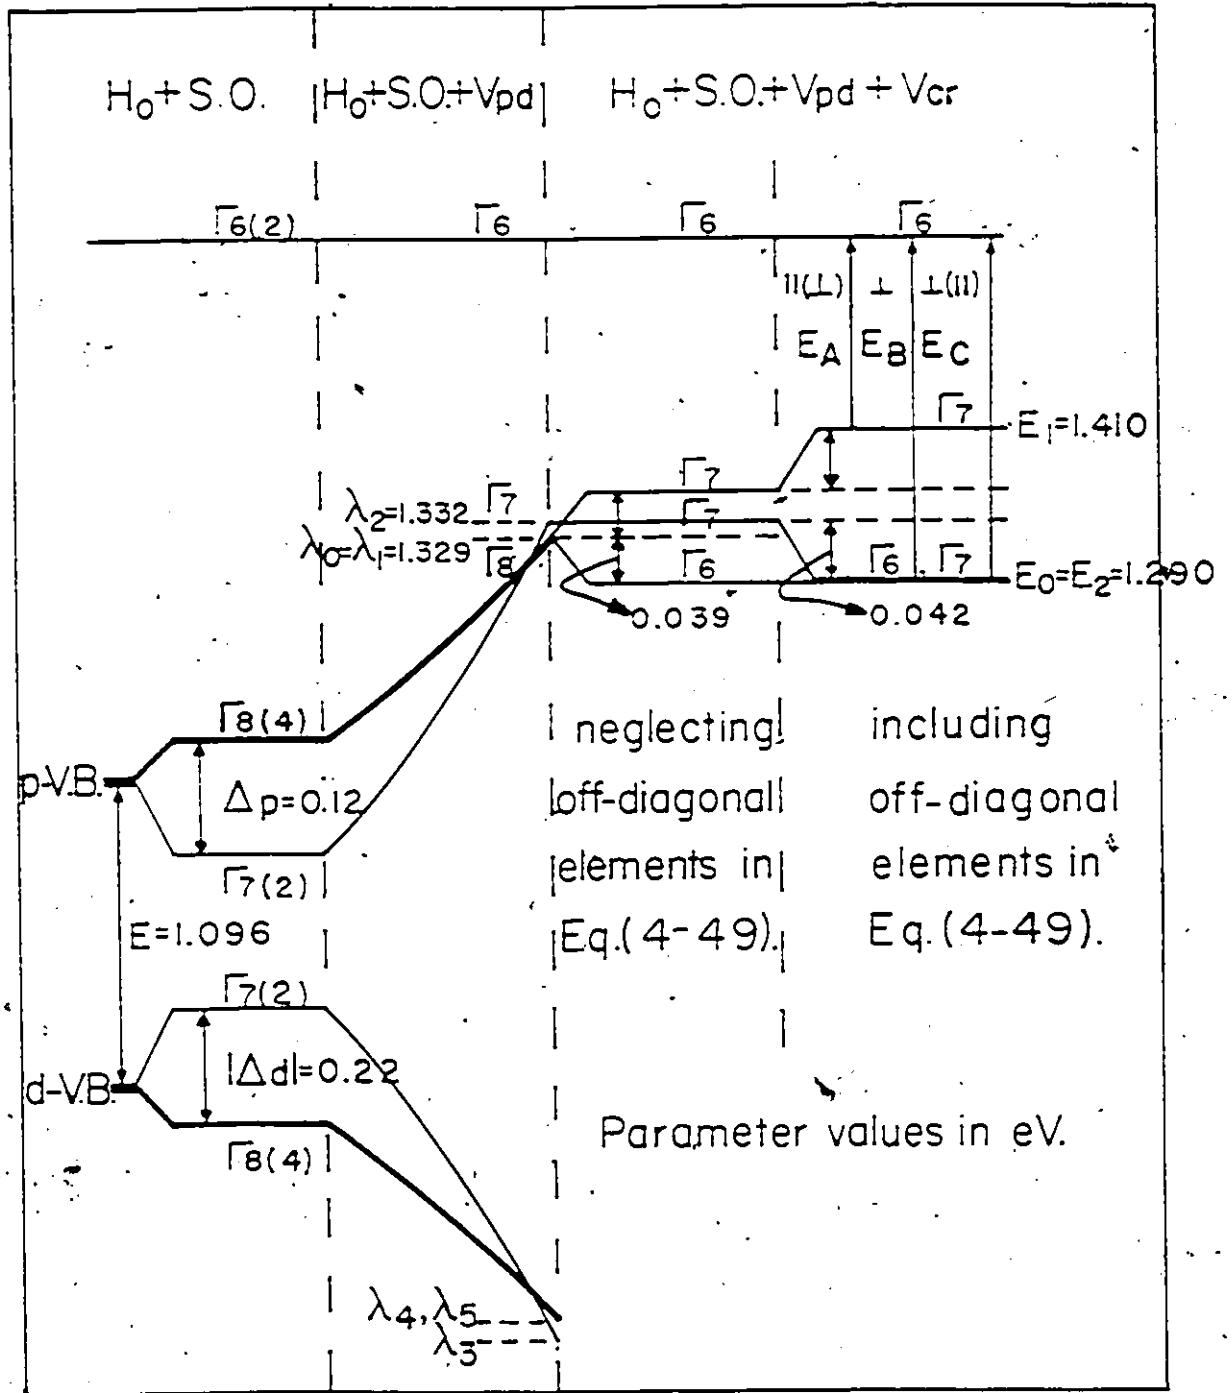 H₀+S.O. H₀+S.O.+Vpd H₀+S.O.+Vpd+Vcr
Γ6(2) Γ6 Γ6 Γ6
||(⊥) ⊥ ⊥(||)
E_A E_B E_C
Γ7 E₁=1.410
Γ7
λ₂=1.332 Γ7 Γ7
λ₀=λ₁=1.329 Γ8 Γ6 Γ6, Γ7 E₀=E₂=1.290
0.039 0.042
Γ8(4)
p-V.B.
Δp=0.12
Γ7(2)
E=1.096
neglecting including
off-diagonal off-diagonal
elements in elements in
Eq.(4-49). Eq.(4-49).
Γ7(2)
|Δd|=0.22
d-V.B.
Γ8(4)
Parameter values in eV.
λ₄,λ₅
λ₃